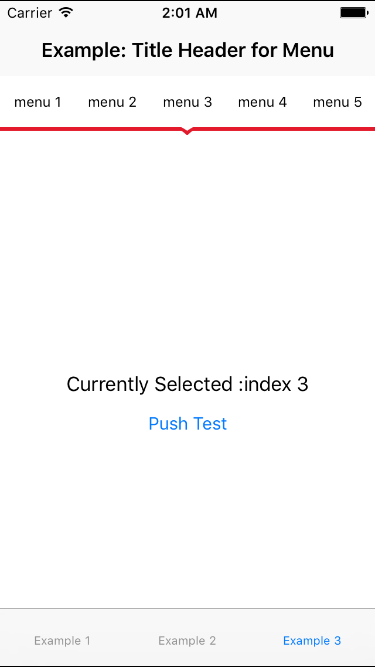 Carrier 2:01 AM
Example: Title Header for Menu
menu 1 menu 2 menu 3 menu 4 menu 5
Currently Selected :index 3
Push Test
Example 1 Example 2 Example 3